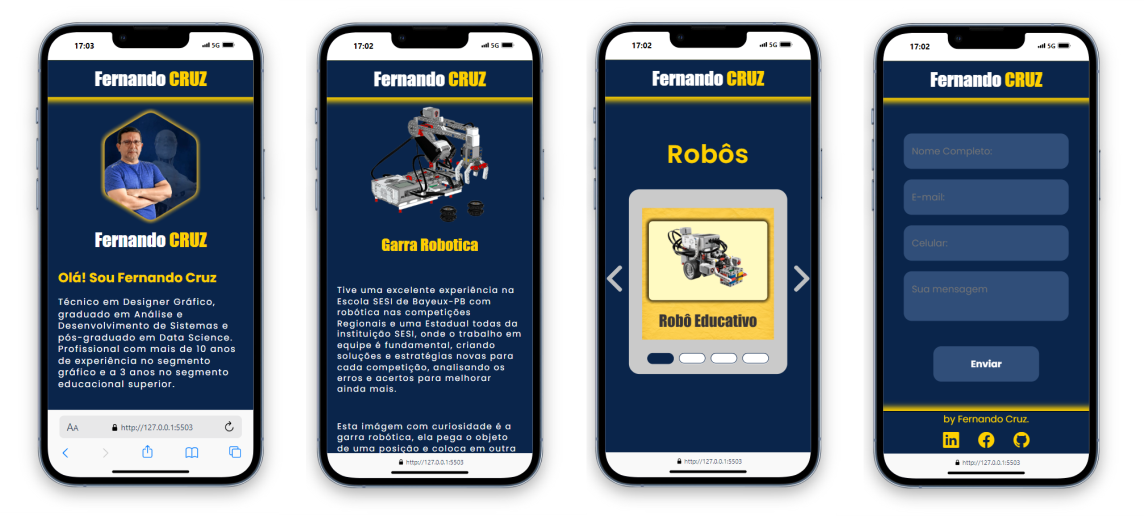 17:03
5G
Fernando CRUZ
Fernando CRUZ
Olá! Sou Fernando Cruz
Técnico em Designer Gráfico,
graduado em Análise e
Desenvolvimento de Sistemas e
pós-graduado em Data Science.
Profissional com mais de 10 anos
de experiência no segmento
gráfico e a 3 anos no segmento
educacional superior.
AA
http://127.0.0.1:5503
17:02
5G
Fernando CRUZ
Garra Robotica
Tive uma excelente experiência na
Escola SESI de Bayeux-PB com
robótica nas competições
Regionais e uma Estadual todas da
instituição SESI, onde o trabalho em
equipe é fundamental, criando
soluções e estratégias novas para
cada competição, analisando os
erros e acertos para melhorar
ainda mais.
Esta imágem com curiosidade é a
garra robótica, ela pega o objeto
de uma posição e coloca em outra
http://127.0.0.1:5503
17:02
5G
Fernando CRUZ
Robôs
Robô Educativo
17:02
5G
Fernando CRUZ
Nome Completo:
E-mail:
Celular:
Sua mensagem
Enviar
by Fernando Cruz.
in
http://127.0.0.1:5503